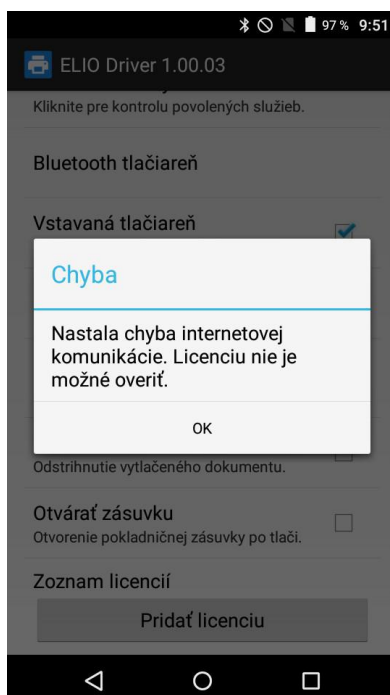 97 % 9:51
ELIO Driver 1.00.03
Kliknite pre kontrolu povolených služieb.
Bluetooth tlačiareň
Vstavaná tlačiareň
Chyba
Nastala chyba internetovej
komunikácie. Licenciu nie je
možné overiť.
OK
Odstrihnutie vytlačeného dokumentu.
Otvárať zásuvku
Otvorenie pokladničnej zásuvky po tlači.
Zoznam licencií
Pridať licenciu